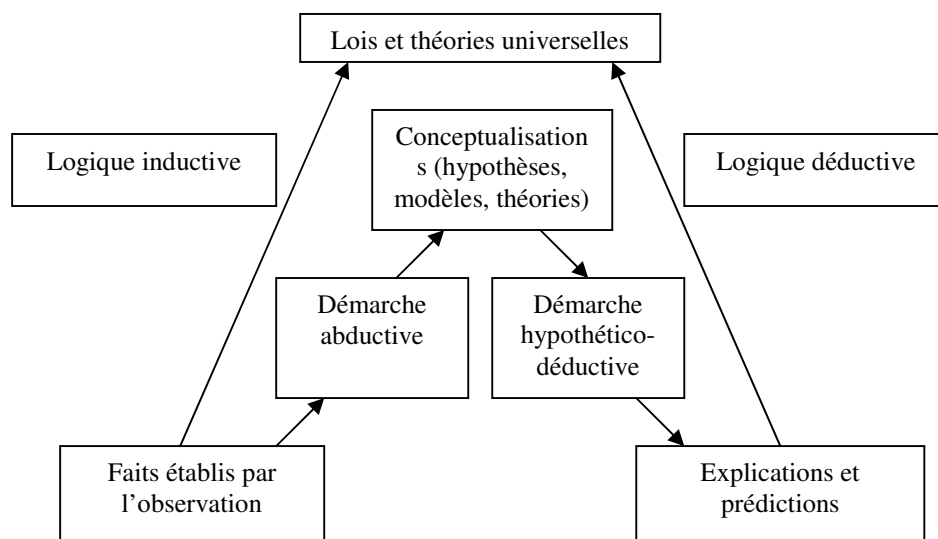 Lois et théories universelles
Logique inductive
Conceptualisation
s (hypothèses,
modèles, théories)
Logique déductive
Démarche
abductive
Démarche
hypothético-
déductive
Faits établis par
l’observation
Explications et
prédictions